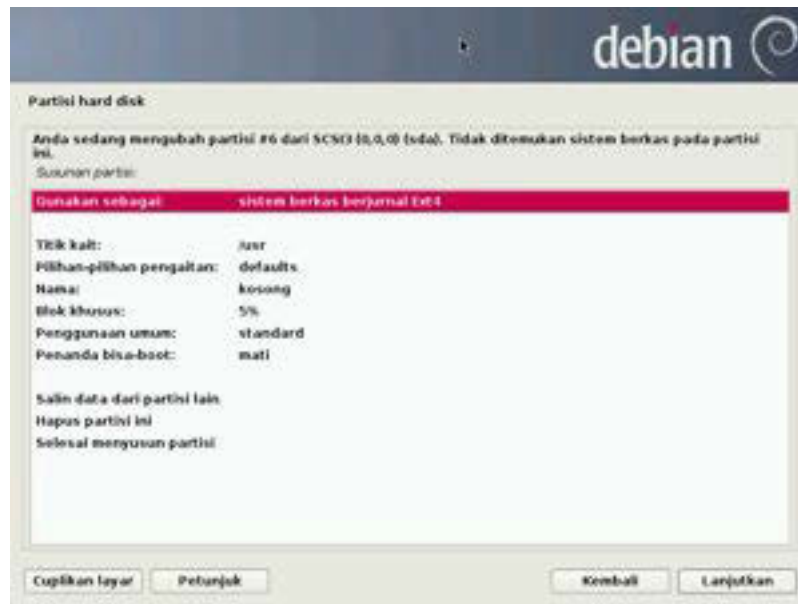 debian
Partisi hard disk
Anda sedang mengubah partisi #6 dari SCSI3 (0,0,0) (sda). Tidak ditemukan sistem berkas pada partisi
ini.
Susunan partisi:
Gunakan sebagai: sistem berkas berjurnal Ext4
Titik kait: /usr
Pilihan-pilihan pengaitan: defaults
Nama: kosong
Blok khusus: 5%
Penggunaan umum: standard
Penanda bisa-boot: mati
Salin data dari partisi lain
Hapus partisi ini
Selesai menyusun partisi
Cuplikan layar Petunjuk Kembali Lanjutkan